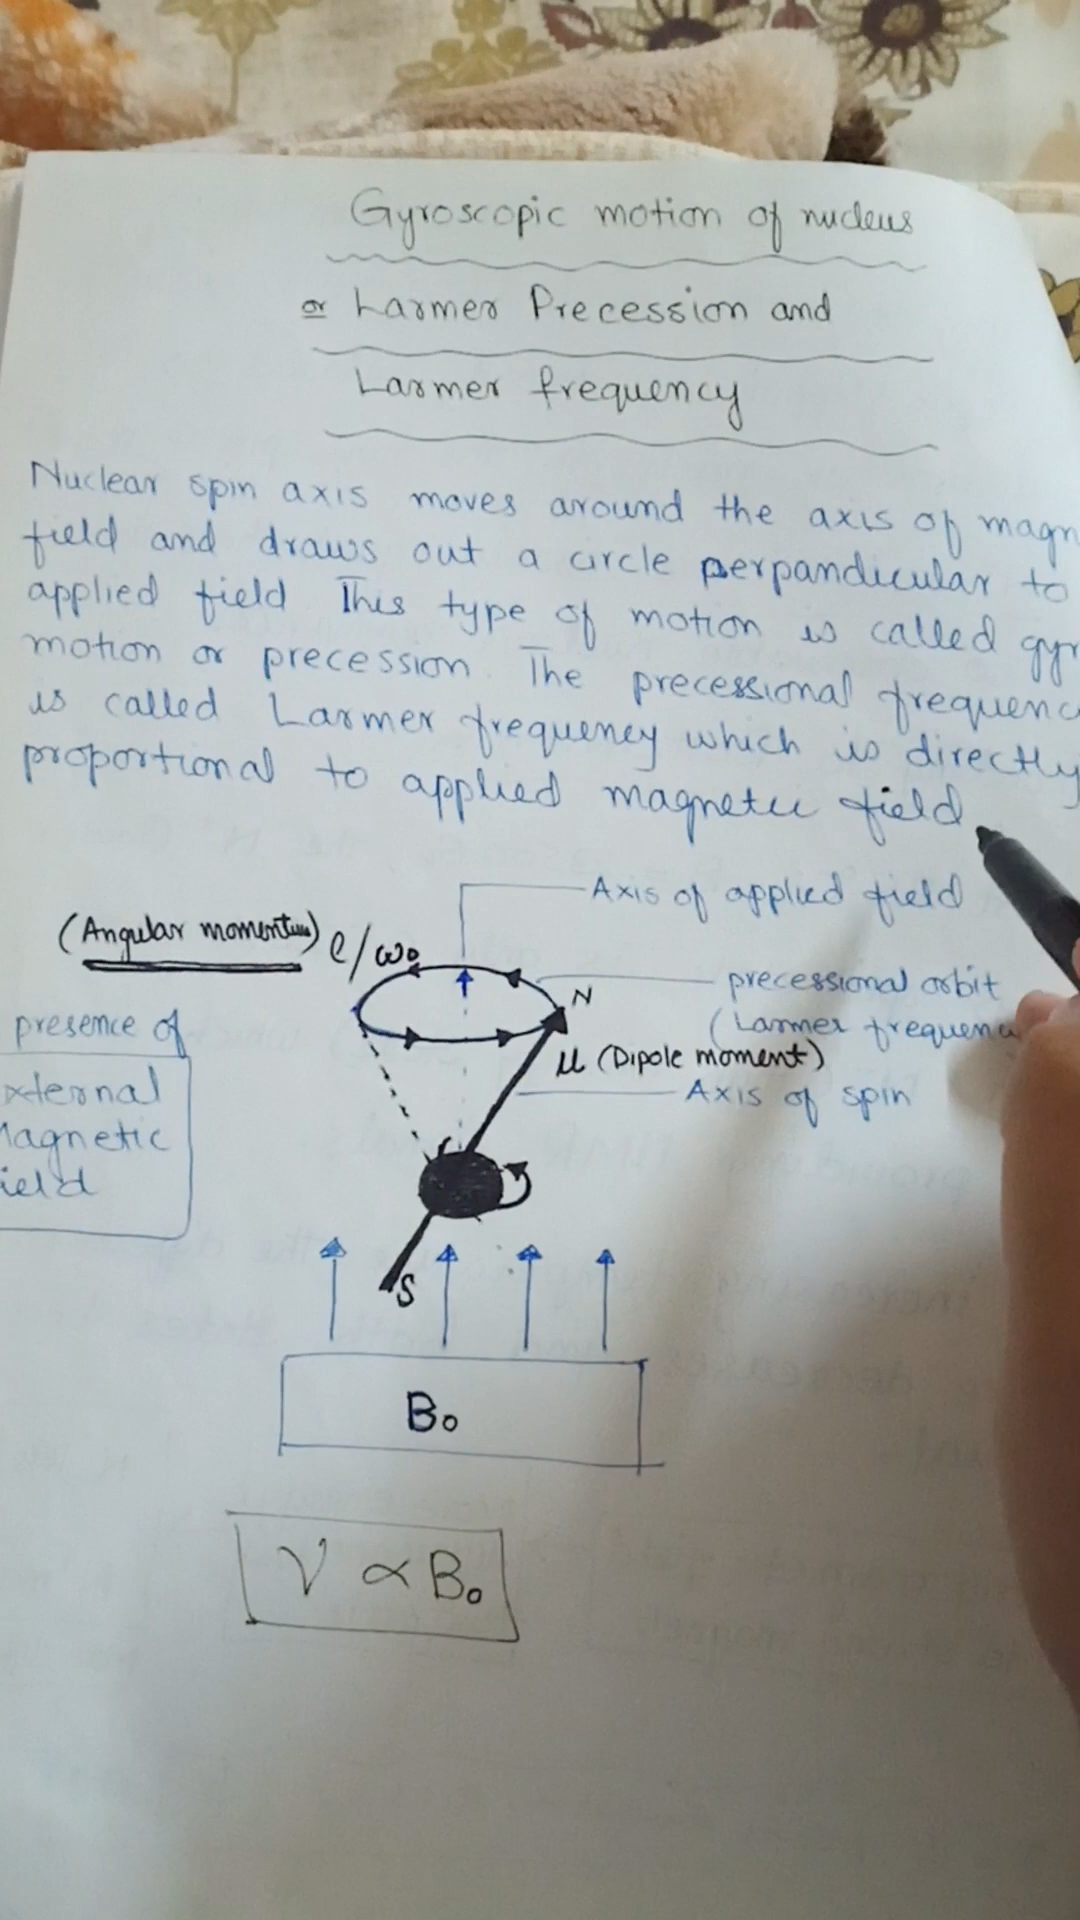 Gyroscopic motion of nucleus
or Larmer Precession and
Larmer frequency
Nuclear spin axis moves around the axis of magn
field and draws out a circle perpandicular to
applied field This type of motion is called gyr
motion or precession. The precessional frequenc
is called Larmer frequency which is directly
proportional to applied magnetic field
Axis of applied field
(Angular momentum) l/ω₀
precessional orbit
N
(Larmer frequenc
presence of
μ (Dipole moment)
xternal
Axis of spin
Magnetic
ield
S
B₀
ν ∝ B₀